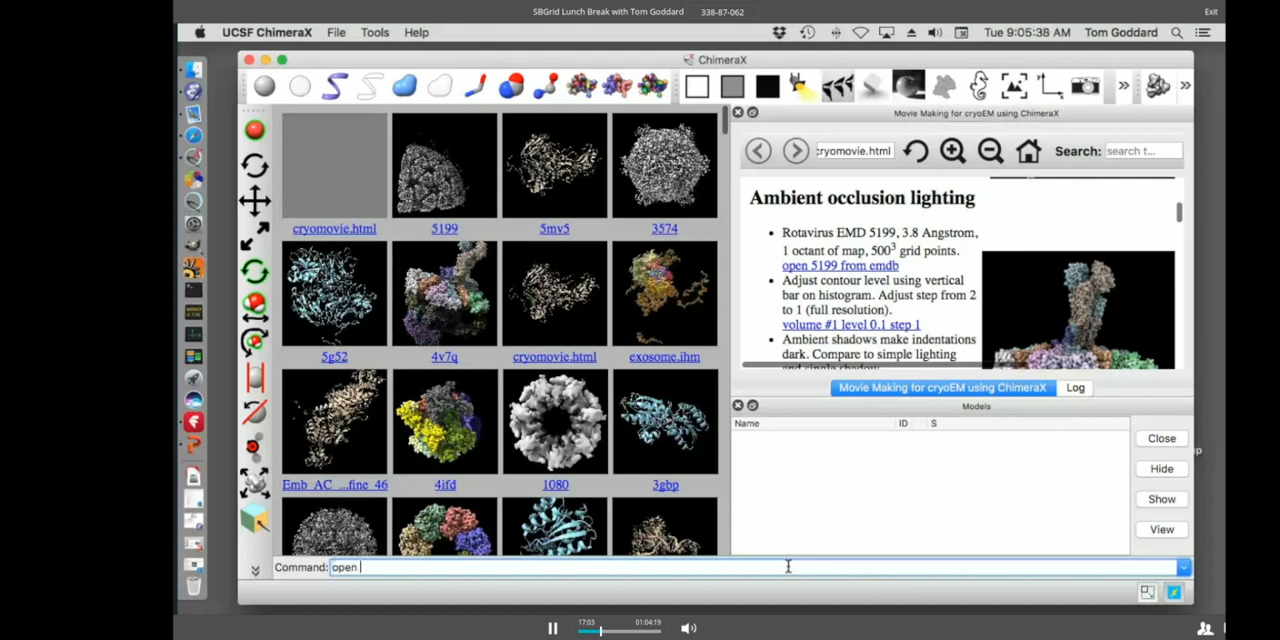 SBGrid Lunch Break with Tom Goddard 338-87-062 Exit
UCSF ChimeraX File Tools Help Tue 9:05:38 AM Tom Goddard
ChimeraX
Movie Making for cryoEM using ChimeraX
cryomovie.html Search: search t...
Ambient occlusion lighting
• Rotavirus EMD 5199, 3.8 Angstrom,
1 octant of map, 500³ grid points.
open 5199 from emdb
• Adjust contour level using vertical
bar on histogram. Adjust step from 2
to 1 (full resolution).
volume #1 level 0.1 step 1
• Ambient shadows make indentations
dark. Compare to simple lighting
and single shadow
cryomovie.html 5199 5mv5 3574
5g52 4v7q cryomovie.html exosome.ihm
Emb_AC ...fine_46 4ifd 1080 3gbp
Movie Making for cryoEM using ChimeraX Log
Models
Name ID S
Close
Hide
Show
View
Command: open
17:03 01:04:19